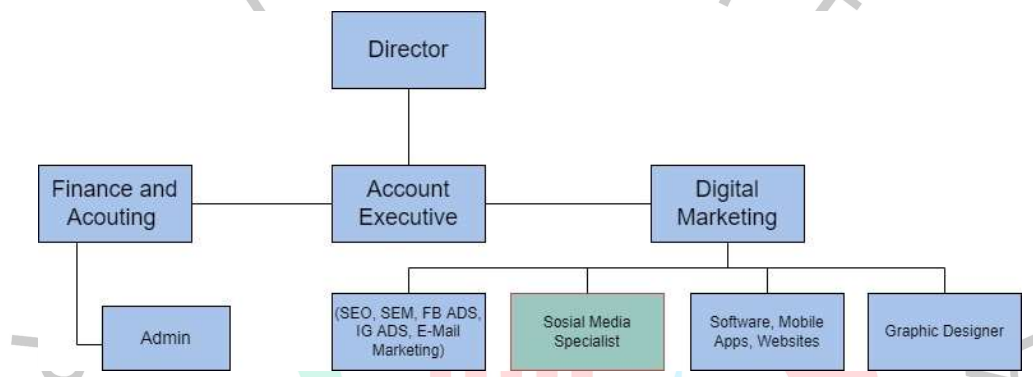 Director
Finance and
Acouting
Account
Executive
Digital
Marketing
Admin
(SEO, SEM, FB ADS,
IG ADS, E-Mail
Marketing)
Sosial Media
Specialist
Software, Mobile
Apps, Websites
Graphic Designer